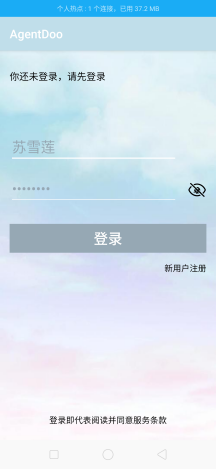 个人热点：1 个连接，已用 37.2 MB
AgentDoo
你还未登录，请先登录
苏雪莲
********
登录
新用户注册
登录即代表阅读并同意服务条款